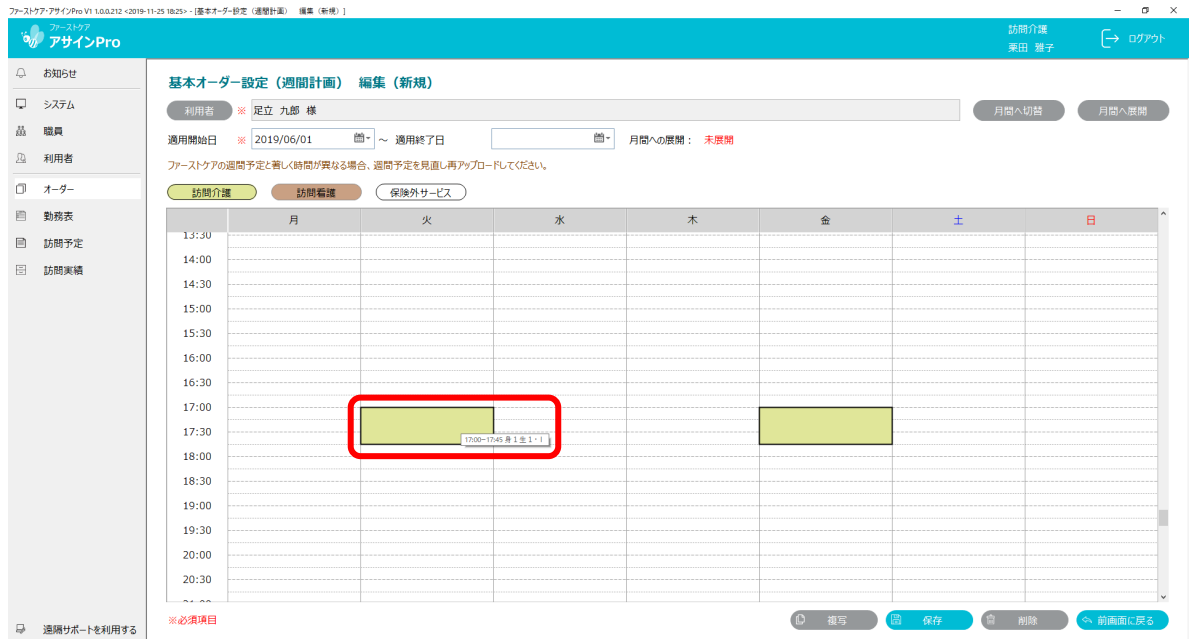 ファーストケア・アサインPro V1 1.0.0.212 <2019-11-25 18:25> - [基本オーダー設定（週間計画）　編集（新規）]
ファーストケア
アサインPro
訪問介護
栗田 雅子
ログアウト
お知らせ
システム
職員
利用者
オーダー
勤務表
訪問予定
訪問実績
遠隔サポートを利用する
基本オーダー設定（週間計画）　編集（新規）
利用者 ※ 足立 九郎 様 月間へ切替 月間へ展開
適用開始日 ※ 2019/06/01 ～ 適用終了日 月間への展開： 未展開
ファーストケアの週間予定と著しく時間が異なる場合、週間予定を見直し再アップロードしてください。
訪問介護 訪問看護 保険外サービス
月 火 水 木 金 土 日
13:30
14:00
14:30
15:00
15:30
16:00
16:30
17:00
17:30
17:00~17:45 身１生１・Ⅰ
18:00
18:30
19:00
19:30
20:00
20:30
21:00
※必須項目 複写 保存 削除 前画面に戻る